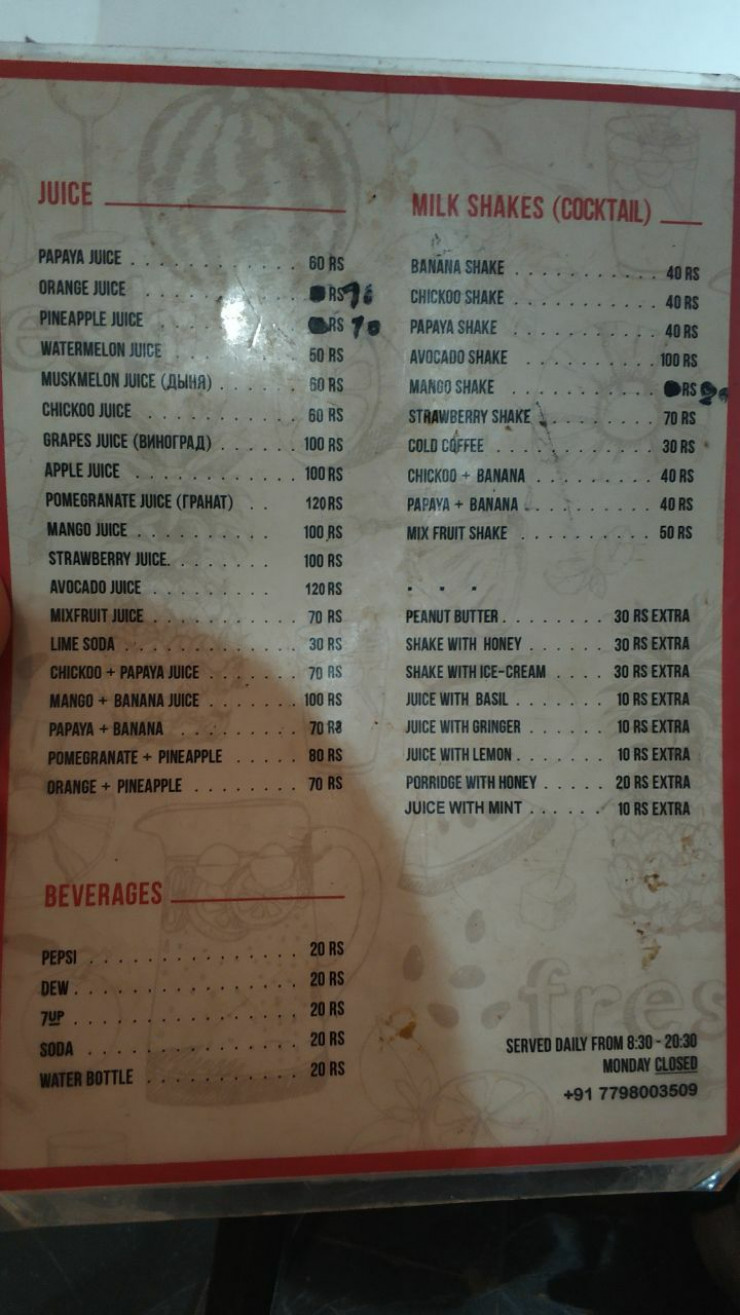 JUICE
PAPAYA JUICE . . . . . . . . . . . . 60 RS
ORANGE JUICE . . . . . . . . . . . RS
PINEAPPLE JUICE . . . . . . . . . RS 70
WATERMELON JUICE . . . . . . . . 50 RS
MUSKMELON JUICE (ДЫНЯ) . . . . . . 60 RS
CHICKOO JUICE . . . . . . . . . . . 60 RS
GRAPES JUICE (ВИНОГРАД) . . . . . . 100 RS
APPLE JUICE . . . . . . . . . . . . 100 RS
POMEGRANATE JUICE (ГРАНАТ) . . 120 RS
MANGO JUICE . . . . . . . . . . 100 RS
STRAWBERRY JUICE. . . . . . . . 100 RS
AVOCADO JUICE . . . . . . . . . 120 RS
MIXFRUIT JUICE . . . . . . . . . . . 70 RS
LIME SODA . . . . . . . . . . . . . 30 RS
CHICKOO + PAPAYA JUICE . . . . . . . 70 RS
MANGO + BANANA JUICE . . . . . . . 100 RS
PAPAYA + BANANA . . . . . . . . . 70 RS
POMEGRANATE + PINEAPPLE . . . . . 80 RS
ORANGE + PINEAPPLE . . . . . . . . 70 RS
BEVERAGES
PEPSI . . . . . . . . . . . . . . . 20 RS
DEW . . . . . . . . . . . . . . . . 20 RS
7UP . . . . . . . . . . . . . . . . 20 RS
SODA . . . . . . . . . . . . . . . 20 RS
WATER BOTTLE . . . . . . . . . . . 20 RS
MILK SHAKES (COCKTAIL)
BANANA SHAKE . . . . . . . . . . 40 RS
CHICKOO SHAKE . . . . . . . . . . 40 RS
PAPAYA SHAKE . . . . . . . . . . 40 RS
AVOCADO SHAKE . . . . . . . . . 100 RS
MANGO SHAKE . . . . . . . . . . RS
STRAWBERRY SHAKE . . . . . . . . 70 RS
COLD COFFEE . . . . . . . . . . . 30 RS
CHICKOO + BANANA . . . . . . . . . 40 RS
PAPAYA + BANANA . . . . . . . . . 40 RS
MIX FRUIT SHAKE . . . . . . . . . 50 RS
. . .
PEANUT BUTTER . . . . . . . . 30 RS EXTRA
SHAKE WITH HONEY . . . . . . 30 RS EXTRA
SHAKE WITH ICE-CREAM . . . . 30 RS EXTRA
JUICE WITH BASIL . . . . . . . 10 RS EXTRA
JUICE WITH GRINGER . . . . . . 10 RS EXTRA
JUICE WITH LEMON . . . . . . . 10 RS EXTRA
PORRIDGE WITH HONEY . . . . . 20 RS EXTRA
JUICE WITH MINT . . . . . . 10 RS EXTRA
fres
SERVED DAILY FROM 8:30 - 20:30
MONDAY CLOSED
+91 7798003509